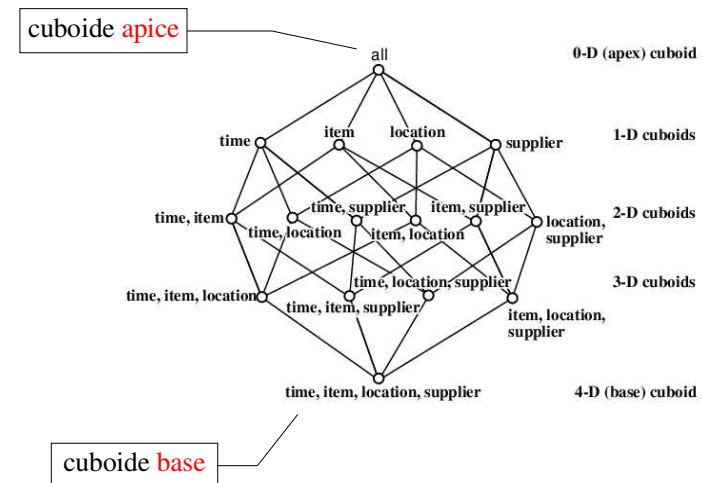 cuboide apice
all
0-D (apex) cuboid
time
item
location
supplier
1-D cuboids
time, item
time, location
time, supplier
item, location
item, supplier
location,
supplier
2-D cuboids
time, item, location
time, item, supplier
time, location, supplier
item, location,
supplier
3-D cuboids
time, item, location, supplier
4-D (base) cuboid
cuboide base